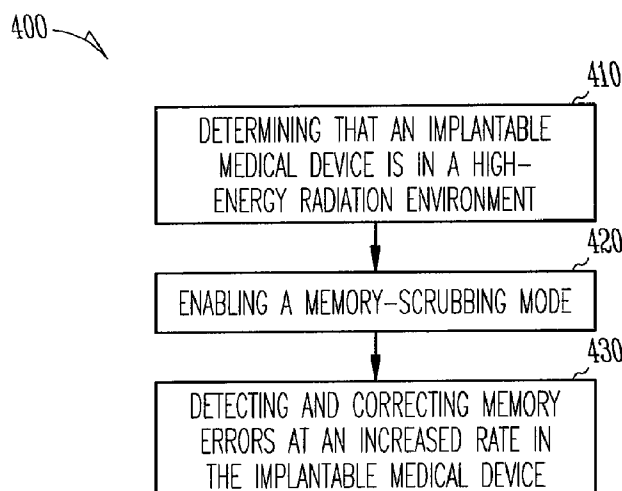 400
410
DETERMINING THAT AN IMPLANTABLE
MEDICAL DEVICE IS IN A HIGH-
ENERGY RADIATION ENVIRONMENT
420
ENABLING A MEMORY-SCRUBBING MODE
430
DETECTING AND CORRECTING MEMORY
ERRORS AT AN INCREASED RATE IN
THE IMPLANTABLE MEDICAL DEVICE